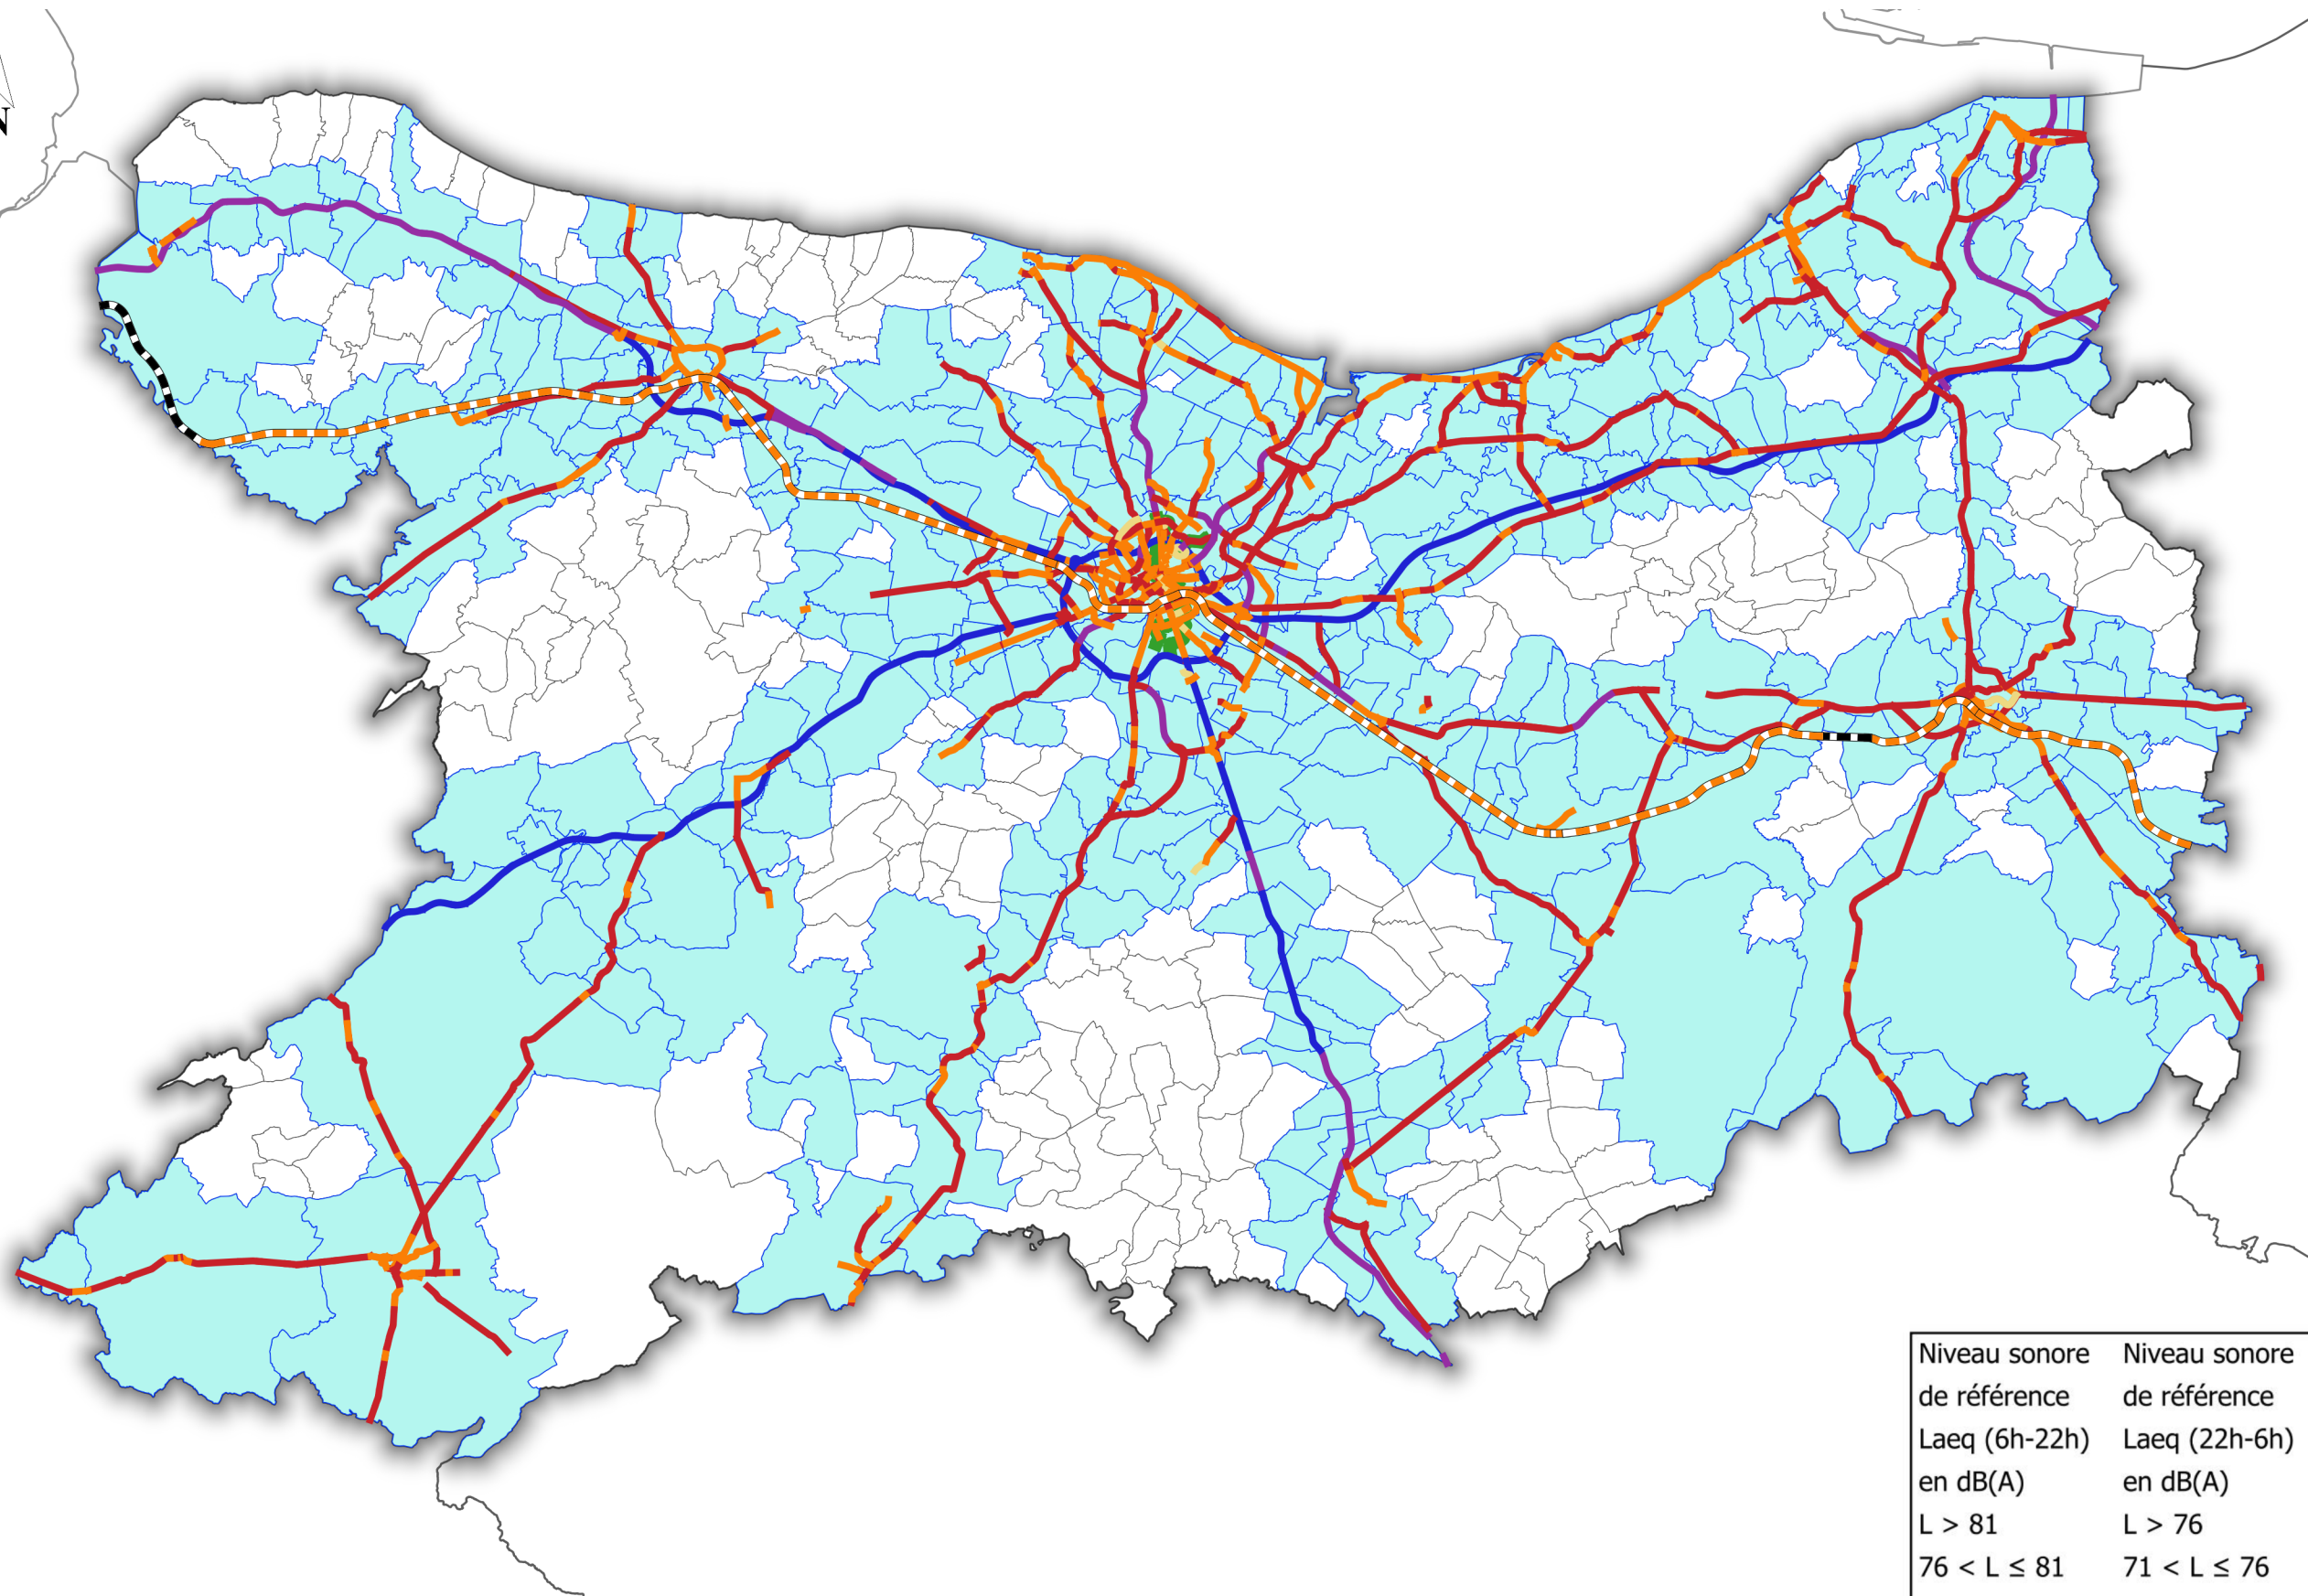 N
Niveau sonore Niveau sonore
de référence de référence
Laeq (6h-22h) Laeq (22h-6h)
en dB(A) en dB(A)
L > 81 L > 76
76 < L ≤ 81 71 < L ≤ 76